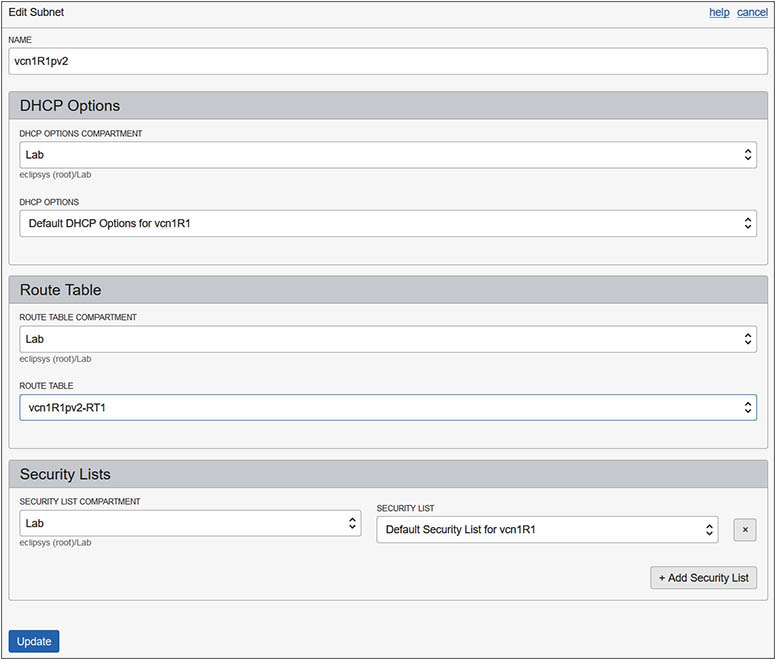 Edit Subnet
help cancel
NAME
vcn1R1pv2
DHCP Options
DHCP OPTIONS COMPARTMENT
Lab
eclipsys (root)/Lab
DHCP OPTIONS
Default DHCP Options for vcn1R1
Route Table
ROUTE TABLE COMPARTMENT
Lab
eclipsys (root)/Lab
ROUTE TABLE
vcn1R1pv2-RT1
Security Lists
SECURITY LIST COMPARTMENT
Lab
eclipsys (root)/Lab
SECURITY LIST
Default Security List for vcn1R1
×
+ Add Security List
Update